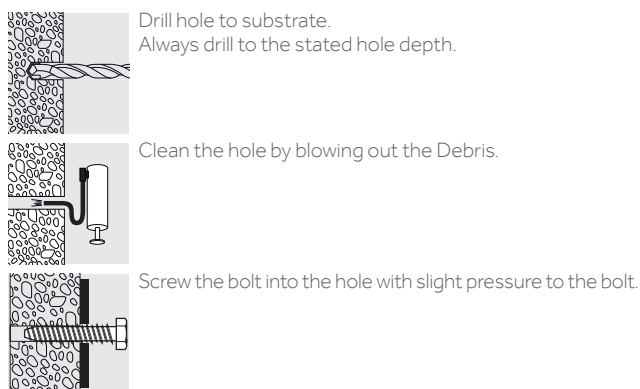 Drill hole to substrate.
Always drill to the stated hole depth.
Clean the hole by blowing out the Debris.
Screw the bolt into the hole with slight pressure to the bolt.